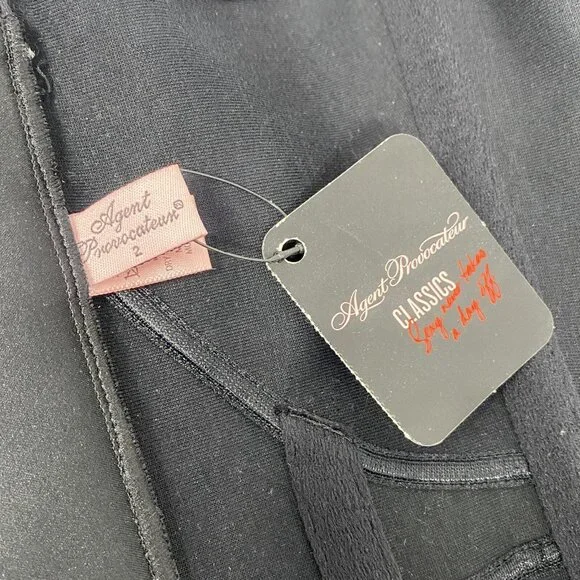 Agent
Provocateur®
2
Agent Provocateur
CLASSICS
Sexy never takes
a day off